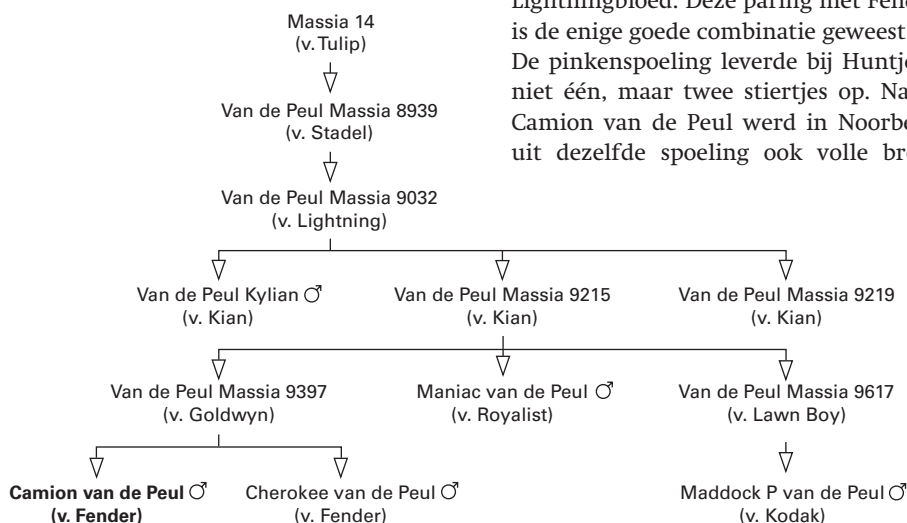 Lightningbloed. Deze paring met Fend
is de enige goede combinatie geweest
De pinkenspoeling leverde bij Huntj
niet één, maar twee stiertjes op. Na
Camion van de Peul werd in Noorb
uit dezelfde spoeling ook volle br
Massia 14
(v. Tulip)
Van de Peul Massia 8939
(v. Stadel)
Van de Peul Massia 9032
(v. Lightning)
Van de Peul Kylian ♂
(v. Kian)
Van de Peul Massia 9215
(v. Kian)
Van de Peul Massia 9219
(v. Kian)
Van de Peul Massia 9397
(v. Goldwyn)
Maniac van de Peul ♂
(v. Royalist)
Van de Peul Massia 9617
(v. Lawn Boy)
Camion van de Peul ♂
(v. Fender)
Cherokee van de Peul ♂
(v. Fender)
Maddock P van de Peul ♂
(v. Kodak)